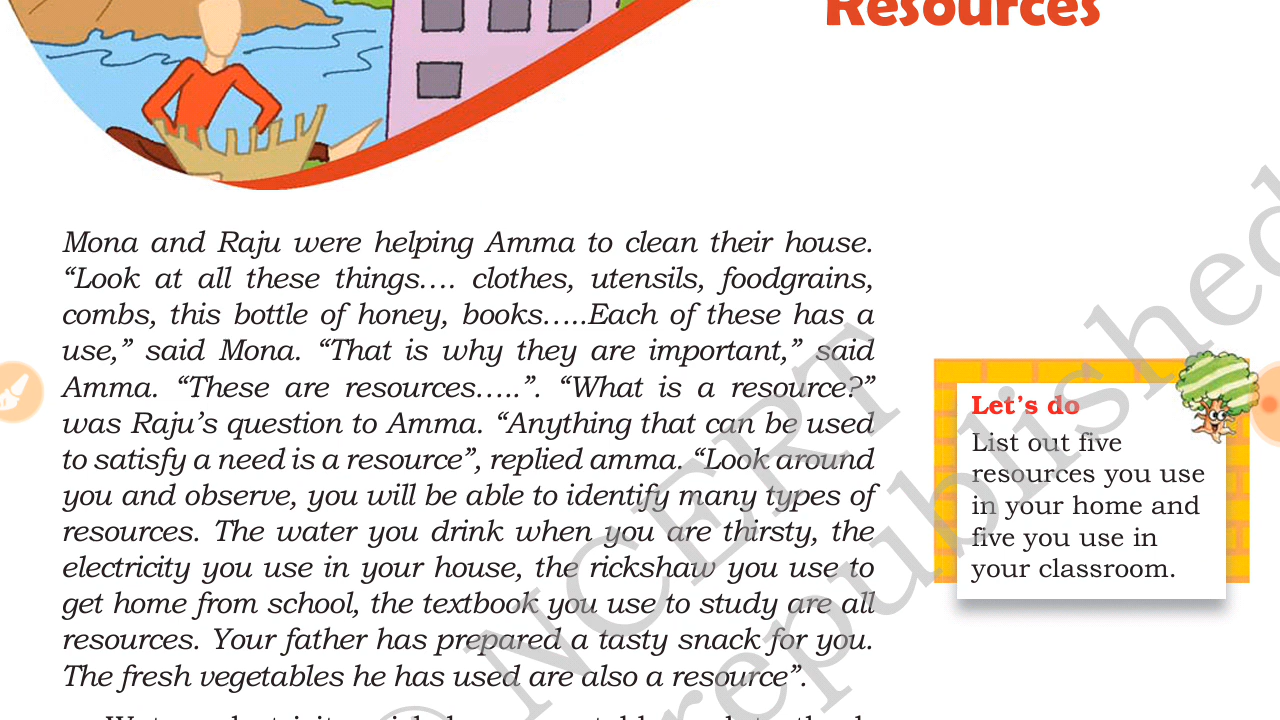 Resources
Mona and Raju were helping Amma to clean their house.
“Look at all these things…. clothes, utensils, foodgrains,
combs, this bottle of honey, books…..Each of these has a
use,” said Mona. “That is why they are important,” said
Amma. “These are resources…..”. “What is a resource?”
was Raju’s question to Amma. “Anything that can be used
to satisfy a need is a resource”, replied amma. “Look around
you and observe, you will be able to identify many types of
resources. The water you drink when you are thirsty, the
electricity you use in your house, the rickshaw you use to
get home from school, the textbook you use to study are all
resources. Your father has prepared a tasty snack for you.
The fresh vegetables he has used are also a resource”.
Let’s do
List out five
resources you use
in your home and
five you use in
your classroom.
© NCERT
republished